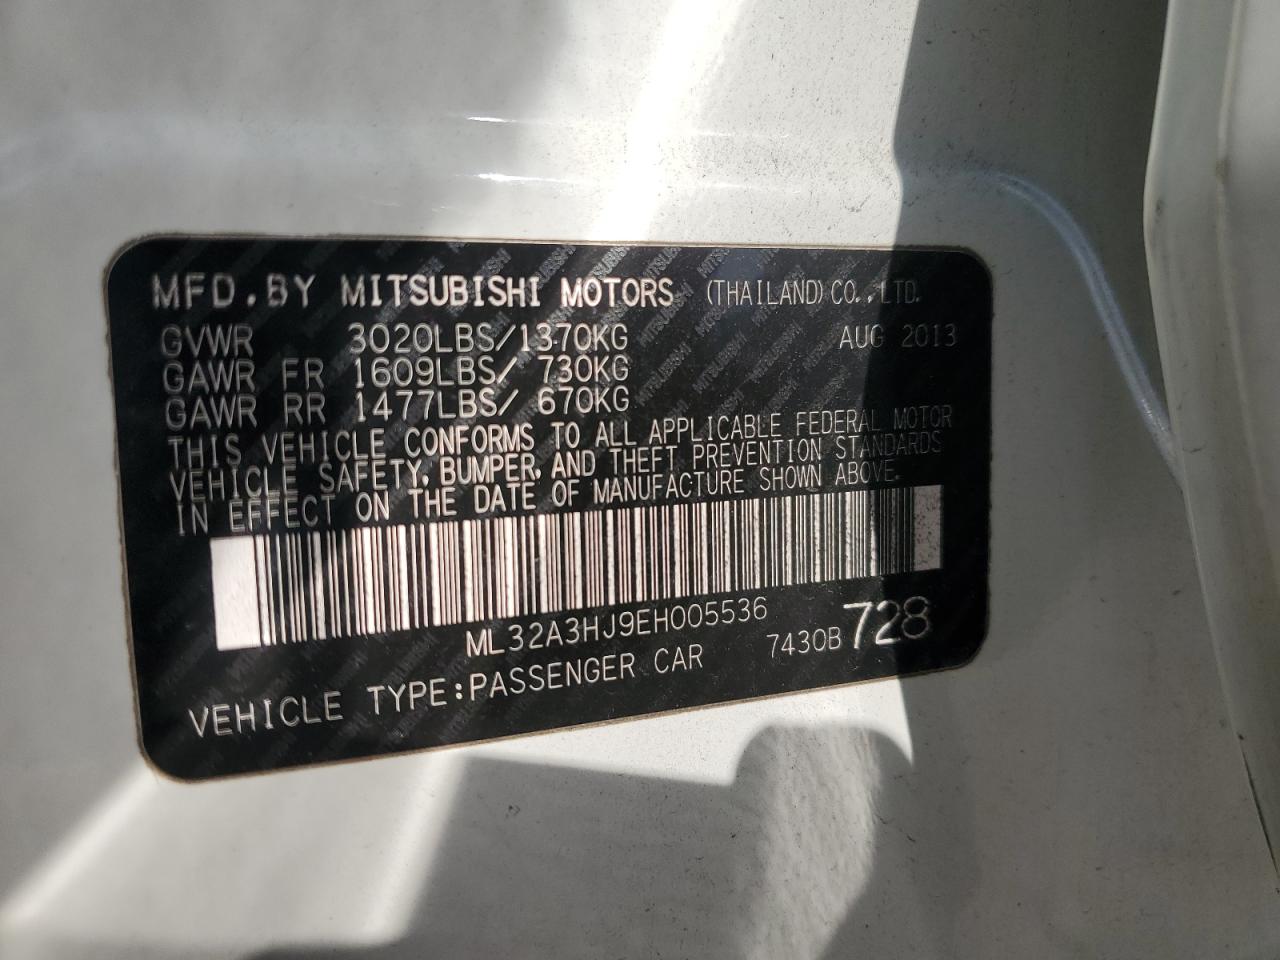 MFD.BY MITSUBISHI MOTORS (THAILAND) CO.,LTD.
GVWR 3020LBS/1370KG AUG 2013
GAWR FR 1609LBS/ 730KG
GAWR RR 1477LBS/ 670KG
THIS VEHICLE CONFORMS TO ALL APPLICABLE FEDERAL MOTOR
VEHICLE SAFETY, BUMPER, AND THEFT PREVENTION STANDARDS
IN EFFECT ON THE DATE OF MANUFACTURE SHOWN ABOVE.
ML32A3HJ9EH005536
7430B 728
VEHICLE TYPE:PASSENGER CAR